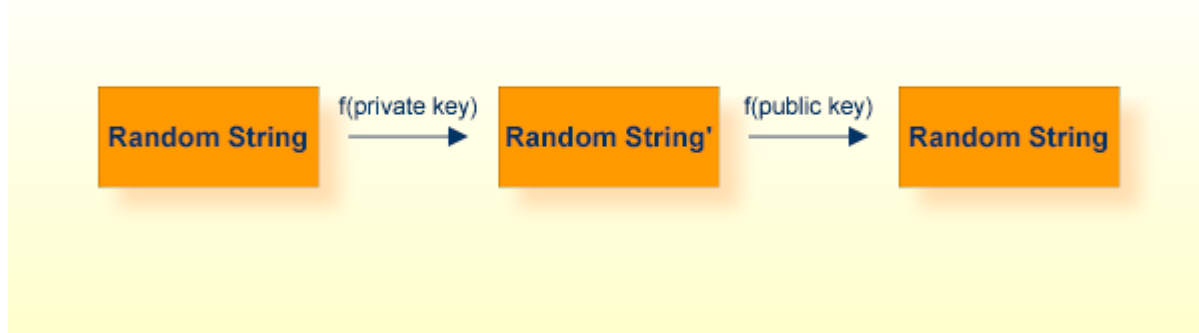 Random String
f(private key)
Random String'
f(public key)
Random String